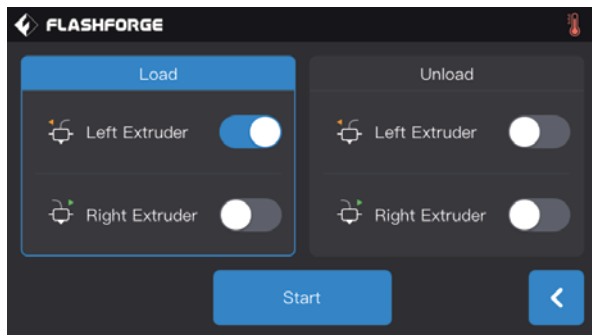 FLASHFORGE
Load
Left Extruder
Right Extruder
Unload
Left Extruder
Right Extruder
Start